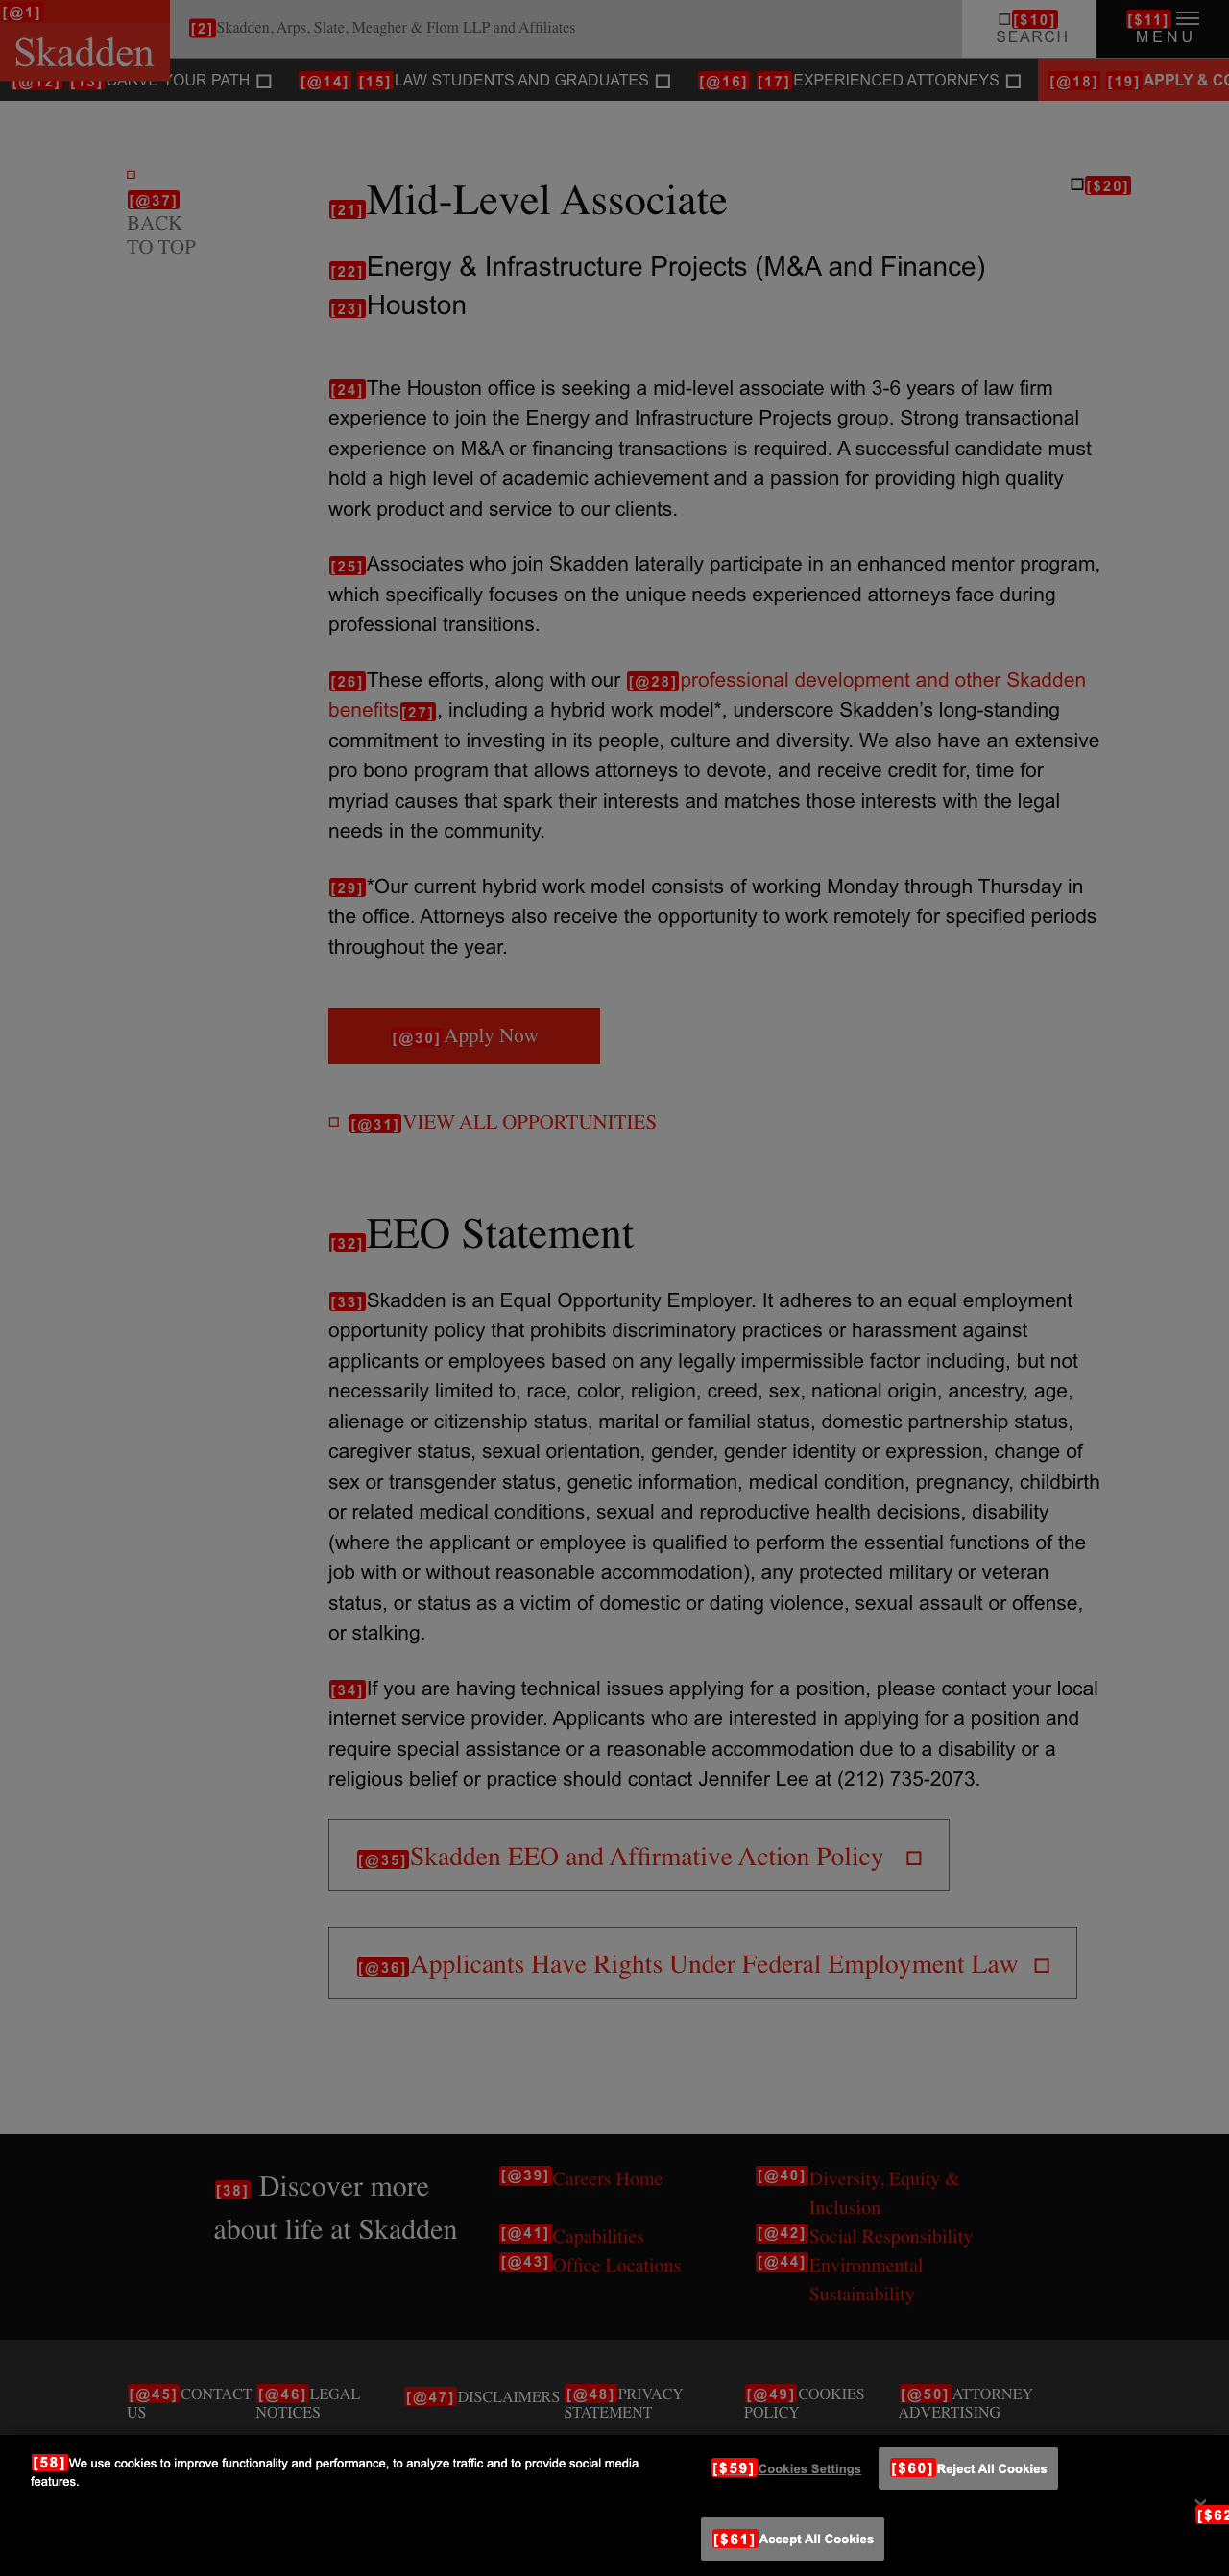 [@1]
Skadden
[2]Skadden, Arps, Slate, Meagher & Flom LLP and Affiliates
[$10]
SEARCH
[$11]
MENU
[@12] [13]CARVE YOUR PATH
[@14] [15]LAW STUDENTS AND GRADUATES
[@16] [17]EXPERIENCED ATTORNEYS
[@18] [19]APPLY &
[@37]
BACK
TO TOP
[21]Mid-Level Associate
[$20]
[22]Energy & Infrastructure Projects (M&A and Finance)
[23]Houston
[24]The Houston office is seeking a mid-level associate with 3-6 years of law firm
experience to join the Energy and Infrastructure Projects group. Strong transactional
experience on M&A or financing transactions is required. A successful candidate must
hold a high level of academic achievement and a passion for providing high quality
work product and service to our clients.
[25]Associates who join Skadden laterally participate in an enhanced mentor program,
which specifically focuses on the unique needs experienced attorneys face during
professional transitions.
[26]These efforts, along with our [@28]professional development and other Skadden
benefits[27], including a hybrid work model*, underscore Skadden’s long-standing
commitment to investing in its people, culture and diversity. We also have an extensive
pro bono program that allows attorneys to devote, and receive credit for, time for
myriad causes that spark their interests and matches those interests with the legal
needs in the community.
[29]*Our current hybrid work model consists of working Monday through Thursday in
the office. Attorneys also receive the opportunity to work remotely for specified periods
throughout the year.
[@30]Apply Now
[@31]VIEW ALL OPPORTUNITIES
[32]EEO Statement
[33]Skadden is an Equal Opportunity Employer. It adheres to an equal employment
opportunity policy that prohibits discriminatory practices or harassment against
applicants or employees based on any legally impermissible factor including, but not
necessarily limited to, race, color, religion, creed, sex, national origin, ancestry, age,
alienage or citizenship status, marital or familial status, domestic partnership status,
caregiver status, sexual orientation, gender, gender identity or expression, change of
sex or transgender status, genetic information, medical condition, pregnancy, childbirth
or related medical conditions, sexual and reproductive health decisions, disability
(where the applicant or employee is qualified to perform the essential functions of the
job with or without reasonable accommodation), any protected military or veteran
status, or status as a victim of domestic or dating violence, sexual assault or offense,
or stalking.
[34]If you are having technical issues applying for a position, please contact your local
internet service provider. Applicants who are interested in applying for a position and
require special assistance or a reasonable accommodation due to a disability or a
religious belief or practice should contact Jennifer Lee at (212) 735-2073.
[@35]Skadden EEO and Affirmative Action Policy
[@36]Applicants Have Rights Under Federal Employment Law
[38] Discover more
about life at Skadden
[@39]Careers Home
[@40]Diversity, Equity &
Inclusion
[@41]Capabilities
[@42]Social Responsibility
[@43]Office Locations
[@44]Environmental
Sustainability
[@45]CONTACT
US
[@46]LEGAL
NOTICES
[@47]DISCLAIMERS
[@48]PRIVACY
STATEMENT
[@49]COOKIES
POLICY
[@50]ATTORNEY
ADVERTISING
[58]We use cookies to improve functionality and performance, to analyze traffic and to provide social media
features.
[$59]Cookies Settings
[$60]Reject All Cookies
[$61]Accept All Cookies
[$62